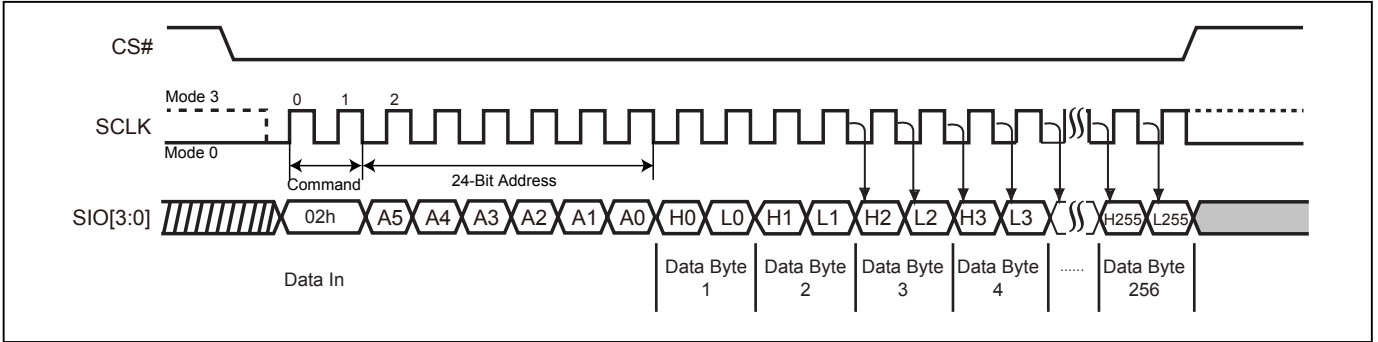 CS#
Mode 3
0 1 2
SCLK
Mode 0
Command
24-Bit Address
SIO[3:0]
02h A5 A4 A3 A2 A1 A0 H0 L0 H1 L1 H2 L2 H3 L3 H255 L255
Data In
Data Byte 1
Data Byte 2
Data Byte 3
Data Byte 4
......
Data Byte 256